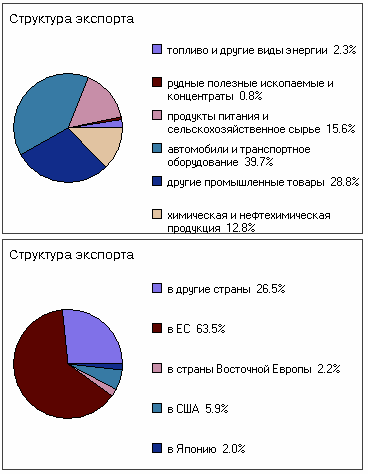 Структура экспорта
топливо и другие виды энергии 2.3%
рудные полезные ископаемые и
концентраты 0.8%
продукты питания и
сельскохозяйственное сырье 15.6%
автомобили и транспортное
оборудование 39.7%
другие промышленные товары 28.8%
химическая и нефтехимическая
продукция 12.8%
Структура экспорта
в другие страны 26.5%
в ЕС 63.5%
в страны Восточной Европы 2.2%
в США 5.9%
в Японию 2.0%